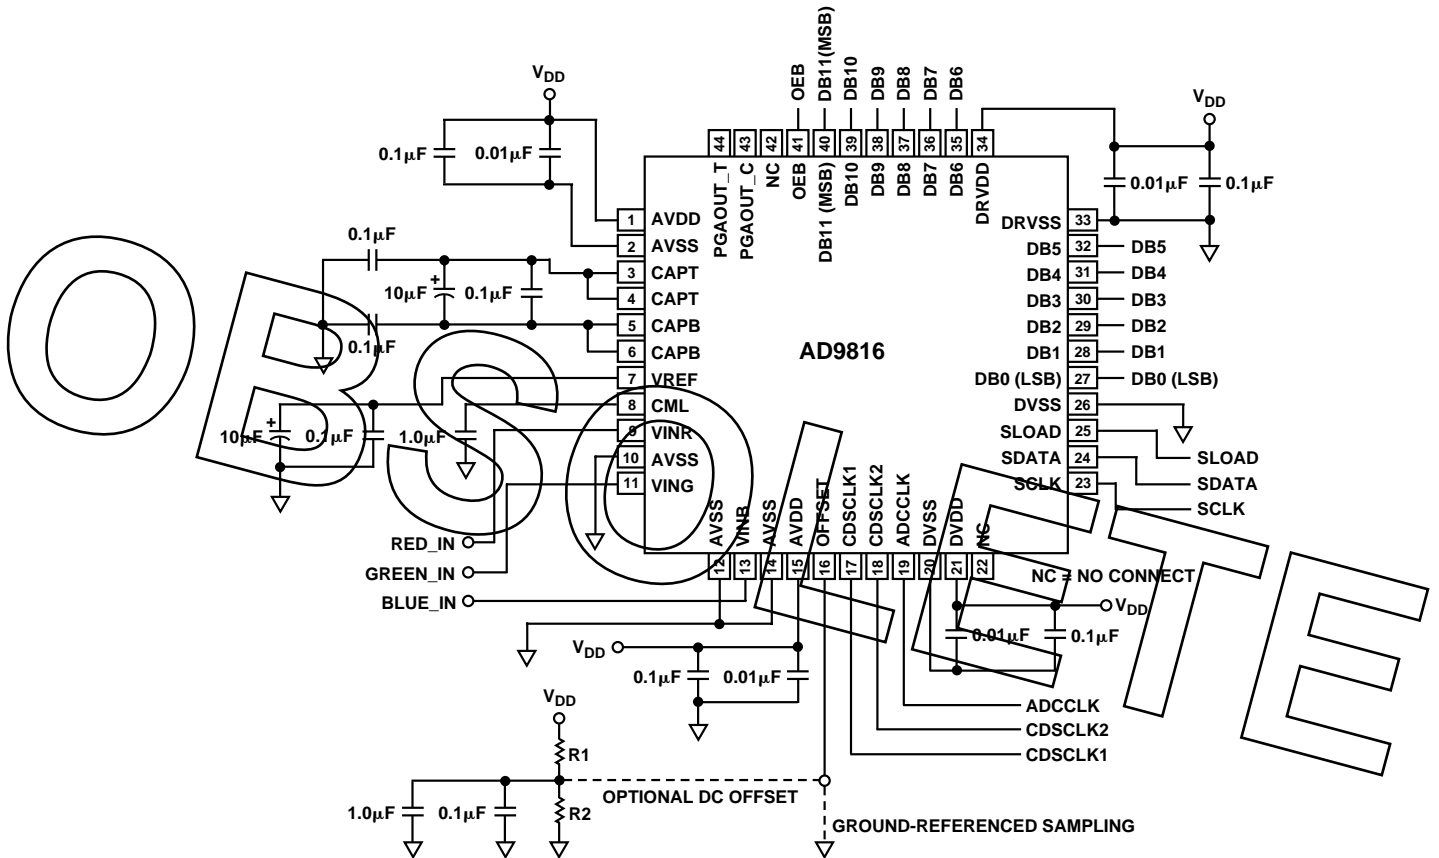 V_DD
0.1µF
0.01µF
OEB
DB11(MSB)
DB10
DB9
DB8
DB7
DB6
V_DD
0.01µF
0.1µF
44
43
42
41
40
39
38
37
36
35
34
PGAOUT_T
PGAOUT_C
NC
OEB
DB11 (MSB)
DB10
DB9
DB8
DB7
DB6
DRVDD
1 AVDD
2 AVSS
3 CAPT
4 CAPT
5 CAPB
6 CAPB
7 VREF
8 CML
9 VINR
10 AVSS
11 VING
0.1µF
10µF
+
0.1µF
0.1µF
10µF
+
0.1µF
1.0µF
AD9816
DRVSS 33
DB5 32 DB5
DB4 31 DB4
DB3 30 DB3
DB2 29 DB2
DB1 28 DB1
DB0 (LSB) 27 DB0 (LSB)
DVSS 26
SLOAD 25
SDATA 24
SCLK 23
SLOAD
SDATA
SCLK
AVSS
VINB
AVSS
AVDD
OFFSET
CDSCLK1
CDSCLK2
ADCCLK
DVSS
DVDD
NC
12
13
14
15
16
17
18
19
20
21
22
RED_IN
GREEN_IN
BLUE_IN
NC = NO CONNECT
V_DD
0.01µF
0.1µF
V_DD
0.1µF
0.01µF
ADCCLK
CDSCLK2
CDSCLK1
V_DD
R1
R2
1.0µF
0.1µF
OPTIONAL DC OFFSET
GROUND-REFERENCED SAMPLING
OBSOLETE